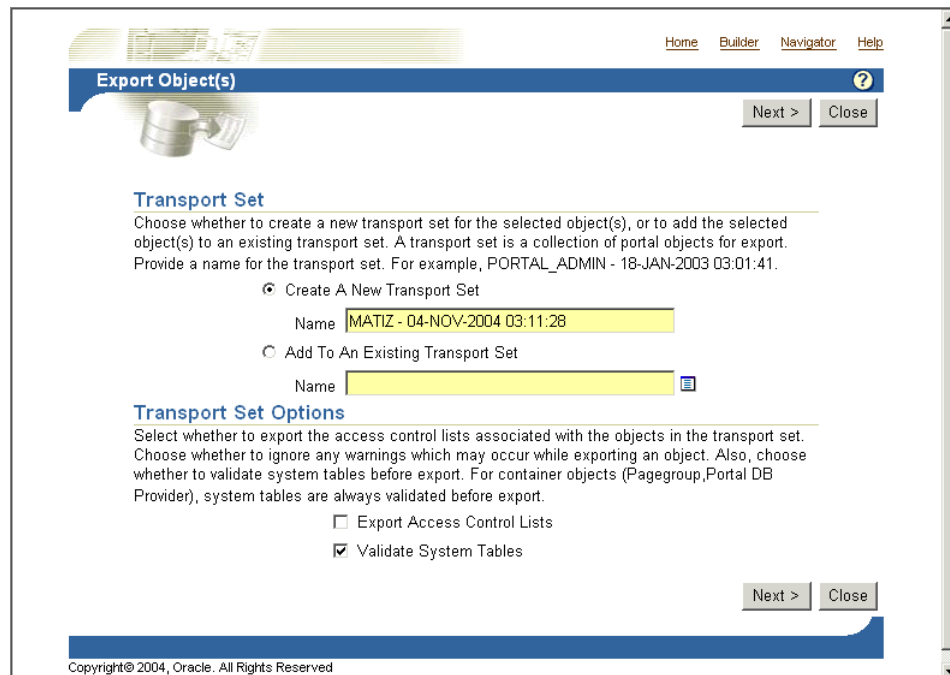 Home Builder Navigator Help
Export Object(s)
?
Next > Close
Transport Set
Choose whether to create a new transport set for the selected object(s), or to add the selected
object(s) to an existing transport set. A transport set is a collection of portal objects for export.
Provide a name for the transport set. For example, PORTAL_ADMIN - 18-JAN-2003 03:01:41.
Create A New Transport Set
Name MATIZ - 04-NOV-2004 03:11:28
Add To An Existing Transport Set
Name
Transport Set Options
Select whether to export the access control lists associated with the objects in the transport set.
Choose whether to ignore any warnings which may occur while exporting an object. Also, choose
whether to validate system tables before export. For container objects (Pagegroup,Portal DB
Provider), system tables are always validated before export.
Export Access Control Lists
Validate System Tables
Next > Close
Copyright© 2004, Oracle. All Rights Reserved